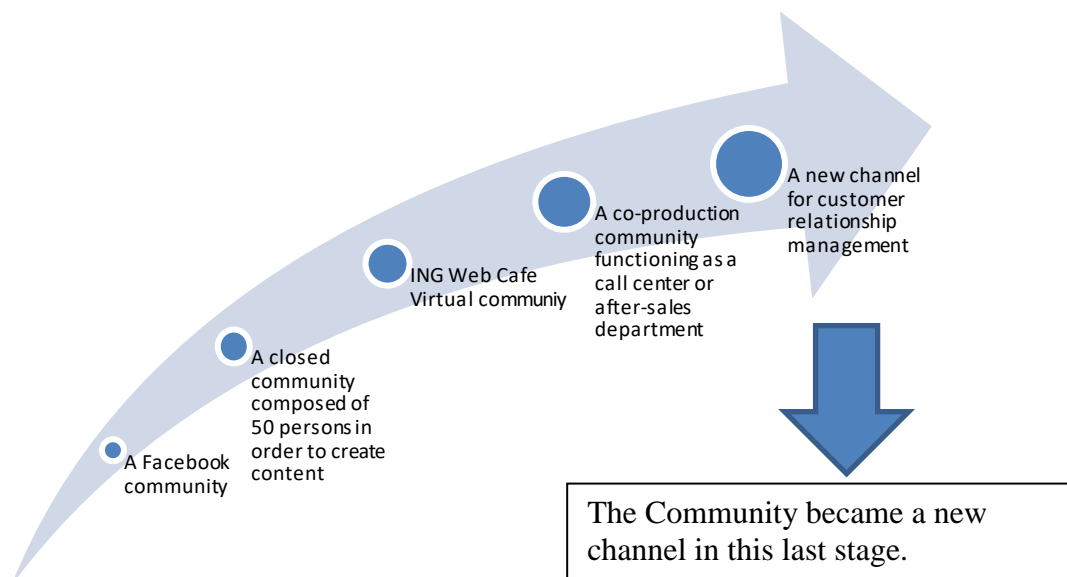 A Facebook
community
A closed
community
composed of
50 persons in
order to create
content
ING Web Cafe
Virtual communiy
A co-production
community
functioning as a
call center or
after-sales
department
A new channel
for customer
relationship
management
The Community became a new
channel in this last stage.